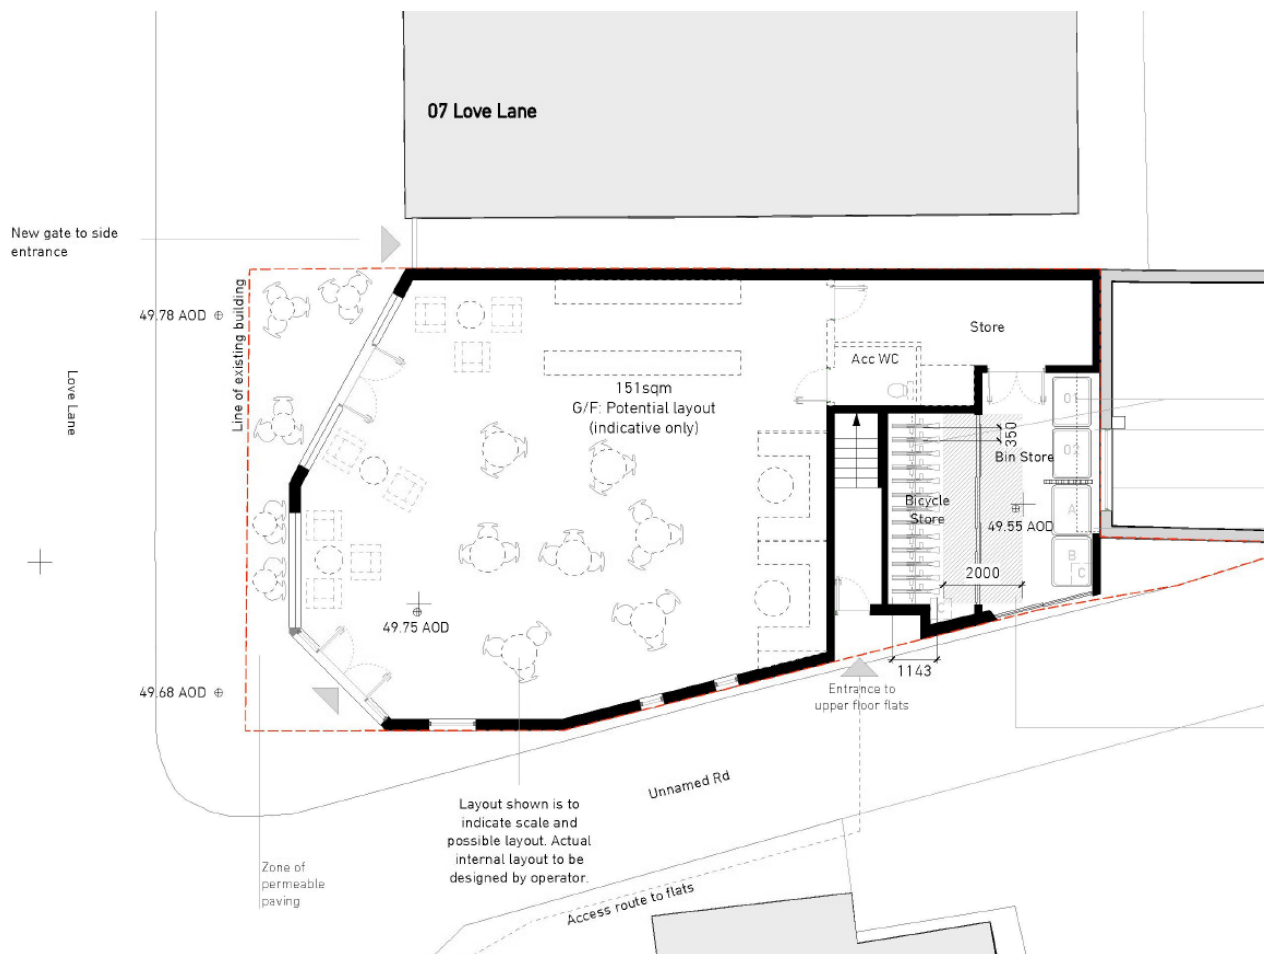 07 Love Lane
New gate to side
entrance
49.78 AOD
Line of existing building
Love Lane
Store
Acc WC
151sqm
G/F: Potential layout
(indicative only)
01
350
02
Bin Store
Bicycle
Store
A
49.55 AOD
B
C
2000
49.75 AOD
1143
49.68 AOD
Entrance to
upper floor flats
Unnamed Rd
Layout shown is to
indicate scale and
possible layout. Actual
internal layout to be
designed by operator.
Zone of
permeable
paving
Access route to flats